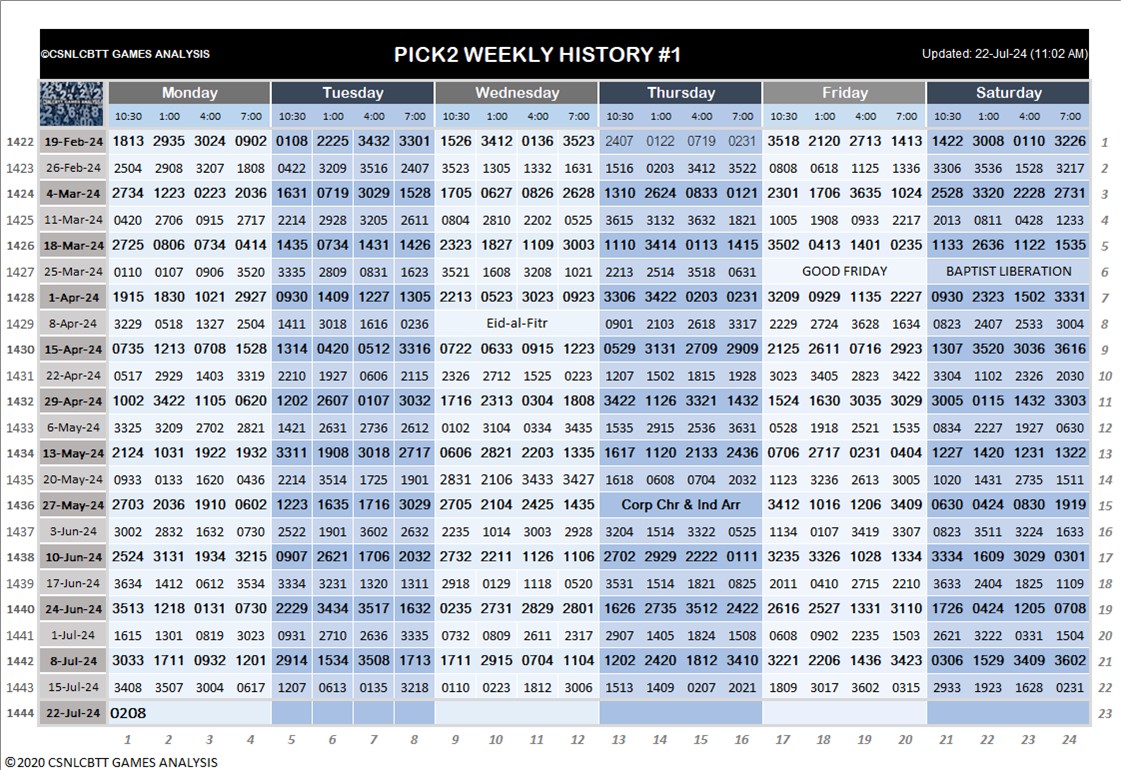 ©CSNLCBTT GAMES ANALYSIS PICK2 WEEKLY HISTORY #1 Updated: 22-Jul-24 (11:02 AM)
Monday Tuesday Wednesday Thursday Friday Saturday
10:30 1:00 4:00 7:00 10:30 1:00 4:00 7:00 10:30 1:00 4:00 7:00 10:30 1:00 4:00 7:00 10:30 1:00 4:00 7:00 10:30 1:00 4:00 7:00
1422 19-Feb-24 1813 2935 3024 0902 0108 2225 3432 3301 1526 3412 0136 3523 2407 0122 0719 0231 3518 2120 2713 1413 1422 3008 0110 3226 1
1423 26-Feb-24 2504 2908 3207 1808 0422 3209 3516 2407 3523 1305 1332 1631 1516 0203 3412 3522 0808 0618 1125 1336 3306 3536 1528 3217 2
1424 4-Mar-24 2734 1223 0223 2036 1631 0719 3029 1528 1705 0627 0826 2628 1310 2624 0833 0121 2301 1706 3635 1024 2528 3320 2228 2731 3
1425 11-Mar-24 0420 2706 0915 2717 2214 2928 3205 2611 0804 2810 2202 0525 3615 3132 3632 1821 1005 1908 0933 2217 2013 0811 0428 1233 4
1426 18-Mar-24 2725 0806 0734 0414 1435 0734 1431 1426 2323 1827 1109 3003 1110 3414 0113 1415 3502 0413 1401 0235 1133 2636 1122 1535 5
1427 25-Mar-24 0110 0107 0906 3520 3335 2809 0831 1623 3521 1608 3208 1021 2213 2514 3518 0631 GOOD FRIDAY BAPTIST LIBERATION 6
1428 1-Apr-24 1915 1830 1021 2927 0930 1409 1227 1305 2213 0523 3023 0923 3306 3422 0203 0231 3209 0929 1135 2227 0930 2323 1502 3331 7
1429 8-Apr-24 3229 0518 1327 2504 1411 3018 1616 0236 Eid-al-Fitr 0901 2103 2618 3317 2229 2724 3628 1634 0823 2407 2533 3004 8
1430 15-Apr-24 0735 1213 0708 1528 1314 0420 0512 3316 0722 0633 0915 1223 0529 3131 2709 2909 2125 2611 0716 2923 1307 3520 3036 3616 9
1431 22-Apr-24 0517 2929 1403 3319 2210 1927 0606 2115 2326 2712 1525 0223 1207 1502 1815 1928 3023 3405 2823 3422 3304 1102 2326 2030 10
1432 29-Apr-24 1002 3422 1105 0620 1202 2607 0107 3032 1716 2313 0304 1808 3422 1126 3321 1432 1524 1630 3035 3029 3005 0115 1432 3303 11
1433 6-May-24 3325 3209 2702 2821 1421 2631 2736 2612 0102 3104 0334 3435 1535 2915 2536 3631 0528 1918 2521 1535 0834 2227 1927 0630 12
1434 13-May-24 2124 1031 1922 1932 3311 1908 3018 2717 0606 2821 2203 1335 1617 1120 2133 2436 0706 2717 0231 0404 1227 1420 1231 1322 13
1435 20-May-24 0933 0133 1620 0436 2214 3514 1725 1901 2831 2106 3433 3427 1618 0608 0704 2032 1123 3236 2613 3005 1020 1431 2735 1511 14
1436 27-May-24 2703 2036 1910 0602 1223 1635 1716 3029 2705 2104 2425 1435 Corp Chr & Ind Arr 3412 1016 1206 3409 0630 0424 0830 1919 15
1437 3-Jun-24 3002 2832 1632 0730 2522 1901 3602 2632 2235 1014 3003 2928 3204 1514 3322 0525 1134 0107 3419 3307 0823 3511 3224 1633 16
1438 10-Jun-24 2524 3131 1934 3215 0907 2621 1706 2032 2732 2211 1126 1106 2702 2929 2222 0111 3235 3326 1028 1334 3334 1609 3029 0301 17
1439 17-Jun-24 3634 1412 0612 3534 3334 3231 1320 1311 2918 0129 1118 0520 3531 1514 1821 0825 2011 0410 2715 2210 3633 2404 1825 1109 18
1440 24-Jun-24 3513 1218 0131 0730 2229 3434 3517 1632 0235 2731 2829 2801 1626 2735 3512 2422 2616 2527 1331 3110 1726 0424 1205 0708 19
1441 1-Jul-24 1615 1301 0819 3023 0931 2710 2636 3335 0732 0809 2611 2317 2907 1405 1824 1508 0608 0902 2235 1503 2621 3222 0331 1504 20
1442 8-Jul-24 3033 1711 0932 1201 2914 1534 3508 1713 1711 2915 0704 1104 1202 2420 1812 3410 3221 2206 1436 3423 0306 1529 3409 3602 21
1443 15-Jul-24 3408 3507 3004 0617 1207 0613 0135 3218 0110 0223 1812 3006 1513 1409 0207 2021 1809 3017 3602 0315 2933 1923 1628 0231 22
1444 22-Jul-24 0208 23
1 2 3 4 5 6 7 8 9 10 11 12 13 14 15 16 17 18 19 20 21 22 23 24
©2020 CSNLCBTT GAMES ANALYSIS